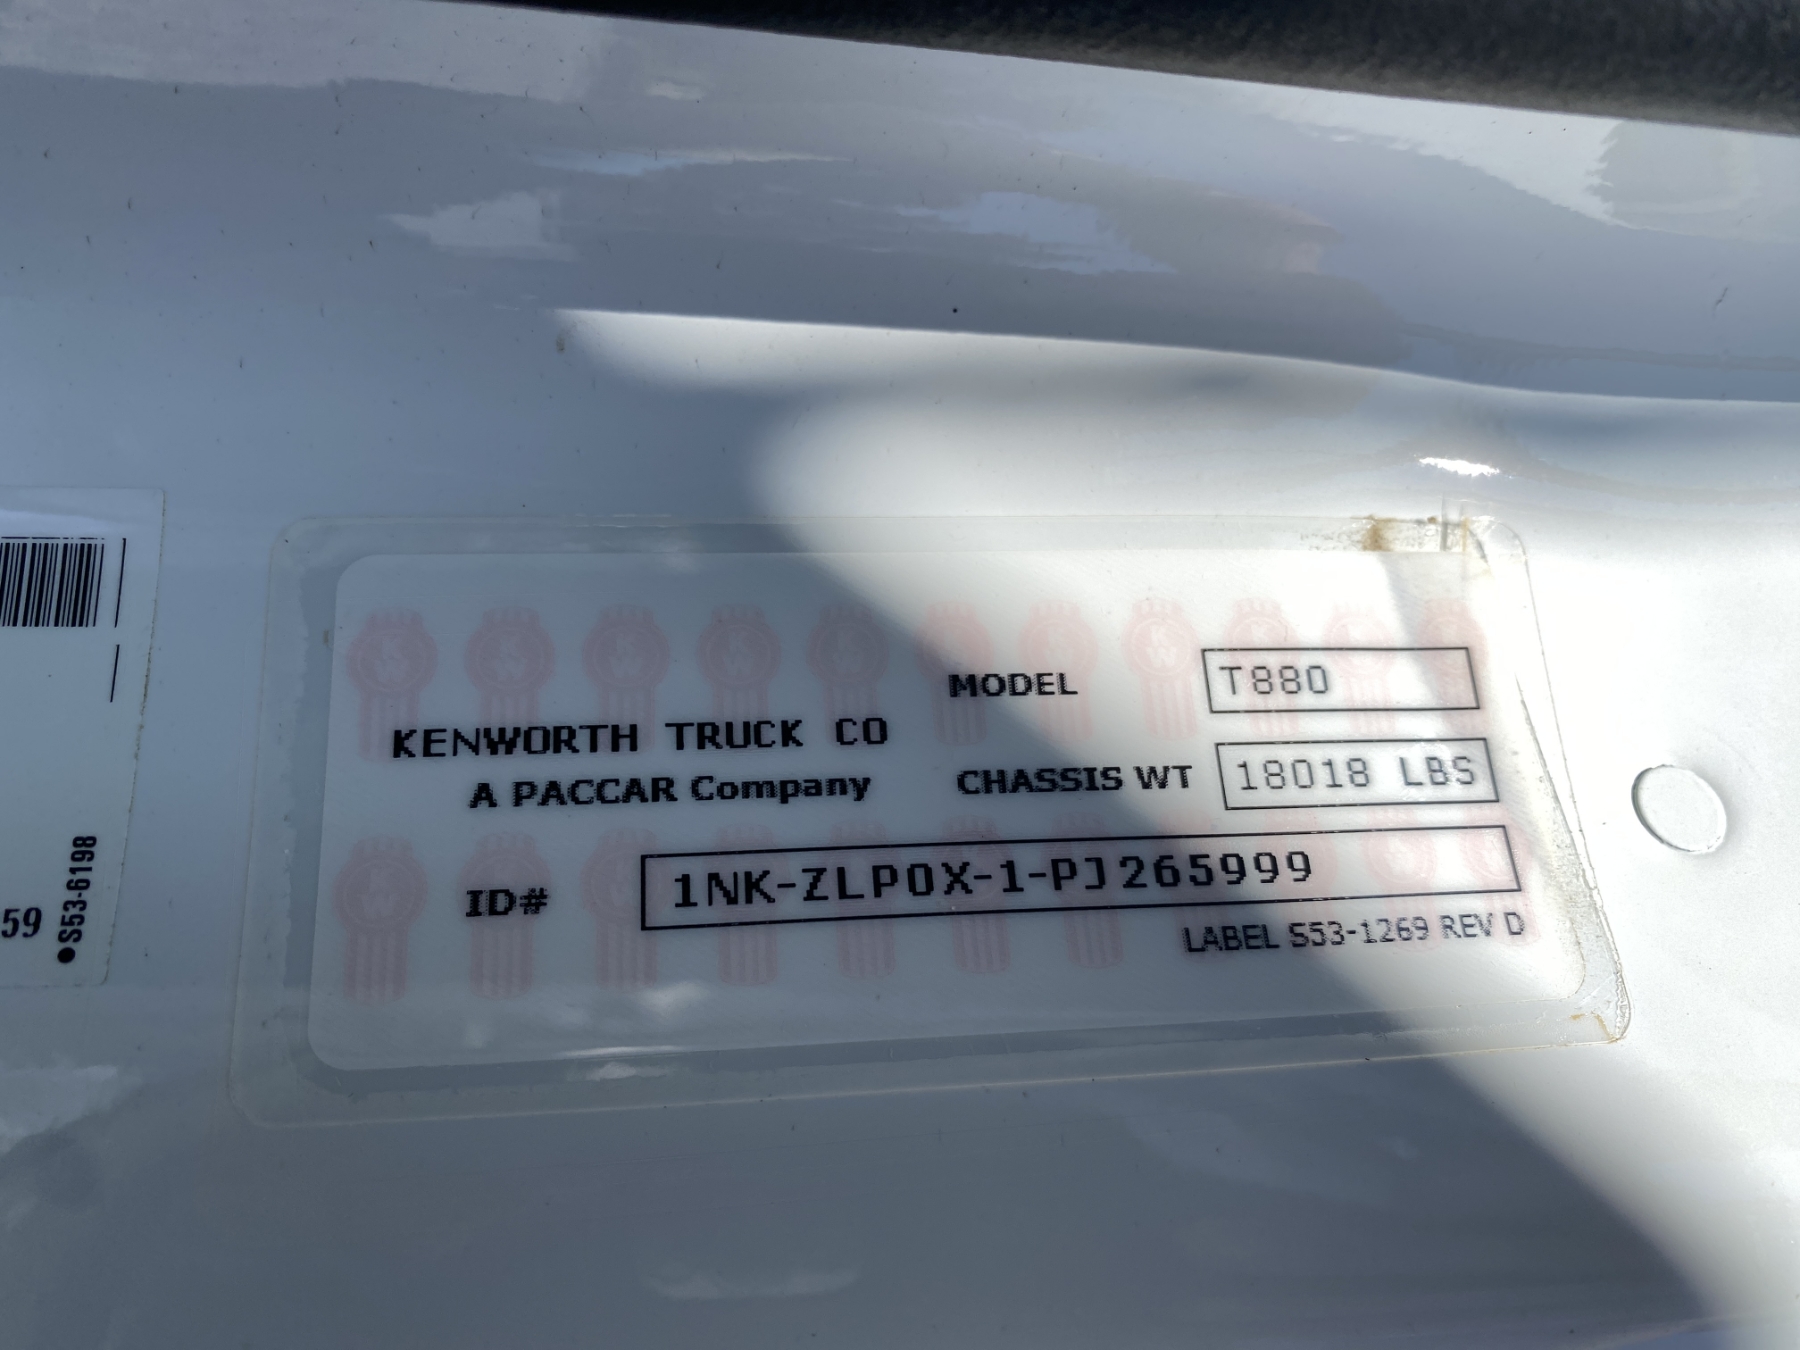 MODEL T880
KENWORTH TRUCK CO
A PACCAR Company
CHASSIS WT 18018 LBS
ID# 1NK-ZLP0X-1-PJ265999
LABEL S53-1269 REV D
59
●S53-6198